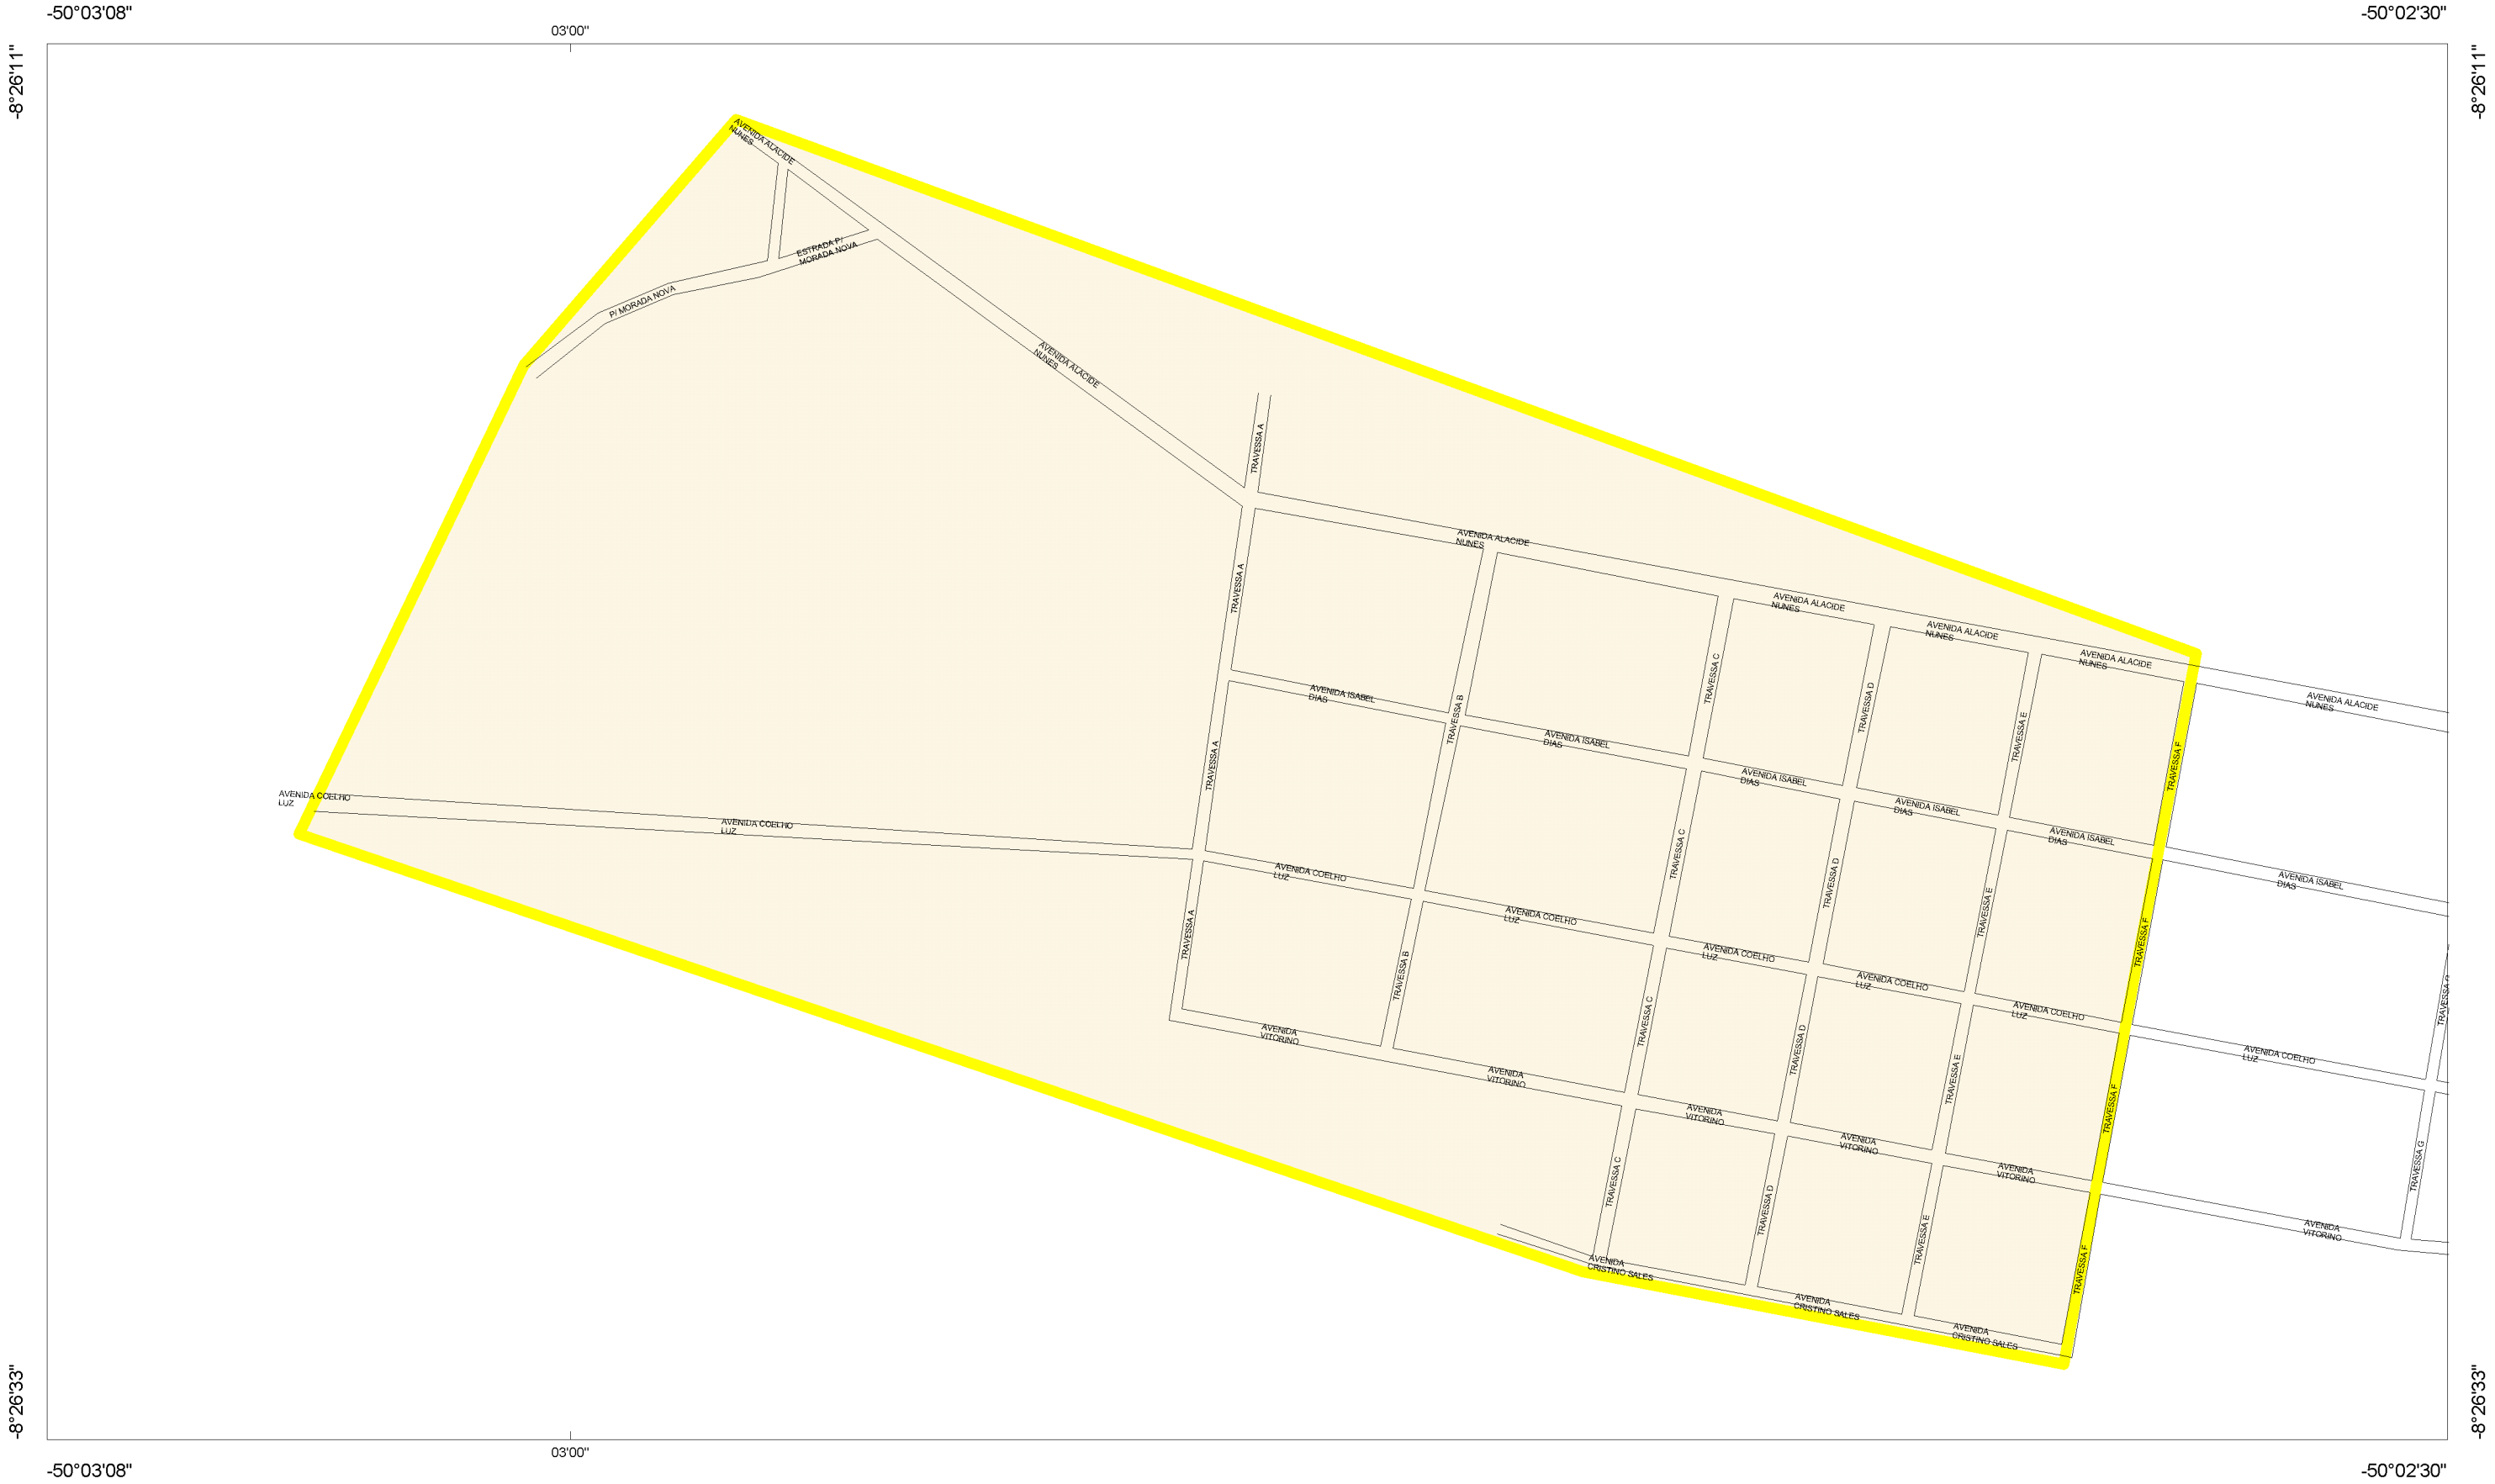 -50°03'08"
-50°02'30"
03'00"
-8°26'11"
-8°26'11"
AVENIDA ALACIDE
NUNES
ESTRADA P/
MORADA NOVA
P/ MORADA NOVA
AVENIDA ALACIDE
NUNES
TRAVESSA A
AVENIDA ALACIDE
NUNES
TRAVESSA A
AVENIDA ALACIDE
NUNES
AVENIDA ALACIDE
NUNES
AVENIDA ALACIDE
NUNES
AVENIDA ALACIDE
NUNES
TRAVESSA C
TRAVESSA D
TRAVESSA B
AVENIDA ISABEL
DIAS
TRAVESSA E
TRAVESSA F
AVENIDA ISABEL
DIAS
TRAVESSA A
AVENIDA ISABEL
DIAS
AVENIDA ISABEL
DIAS
AVENIDA ISABEL
DIAS
AVENIDA ISABEL
DIAS
AVENIDA COELHO
LUZ
AVENIDA COELHO
LUZ
AVENIDA COELHO
LUZ
TRAVESSA C
TRAVESSA D
TRAVESSA E
TRAVESSA F
AVENIDA COELHO
LUZ
TRAVESSA A
AVENIDA COELHO
LUZ
AVENIDA COELHO
LUZ
AVENIDA COELHO
LUZ
AVENIDA COELHO
LUZ
TRAVESSA B
TRAVESSA C
TRAVESSA D
TRAVESSA E
TRAVESSA F
TRAVESSA G
AVENIDA
VITORINO
AVENIDA
VITORINO
AVENIDA
VITORINO
AVENIDA
VITORINO
AVENIDA
VITORINO
AVENIDA
VITORINO
TRAVESSA C
TRAVESSA D
TRAVESSA E
TRAVESSA F
TRAVESSA G
AVENIDA
CRISTINO SALES
AVENIDA
CRISTINO SALES
AVENIDA
CRISTINO SALES
-8°26'33"
-8°26'33"
03'00"
-50°03'08"
-50°02'30"